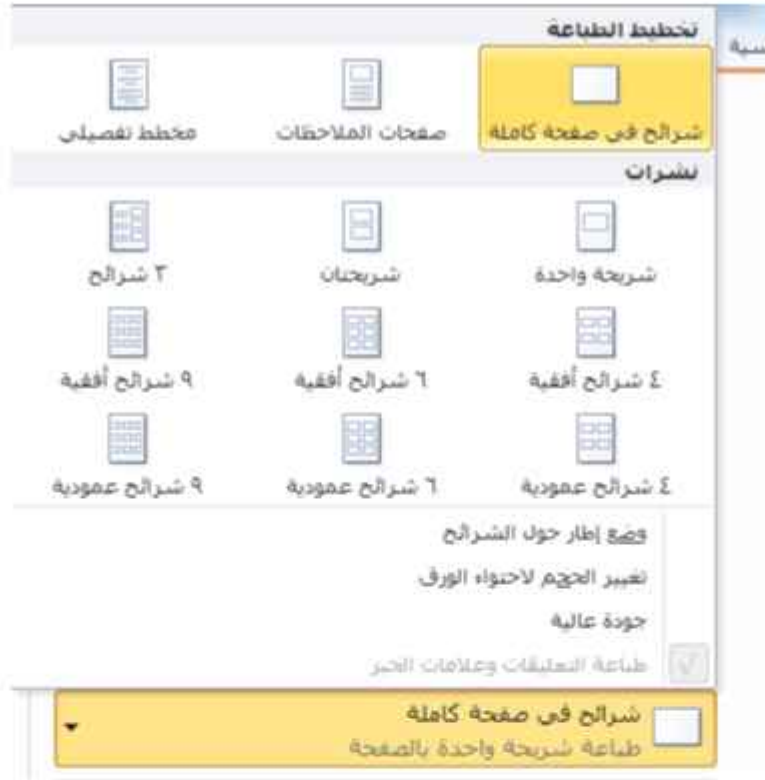 تخطيط الطباعة
شرائح في صفحة كاملة
صفحات الملاحظات
مخطط تفصيلي
نشرات
شريحة واحدة
شريحتان
٣ شرائح
٤ شرائح أفقية
٦ شرائح أفقية
٩ شرائح أفقية
٤ شرائح عمودية
٦ شرائح عمودية
٩ شرائح عمودية
وضع إطار حول الشرائح
تغيير الحجم لاحتواء الورق
جودة عالية
طباعة التعليقات وعلامات الحبر
شرائح في صفحة كاملة
طباعة شريحة واحدة بالصفحة